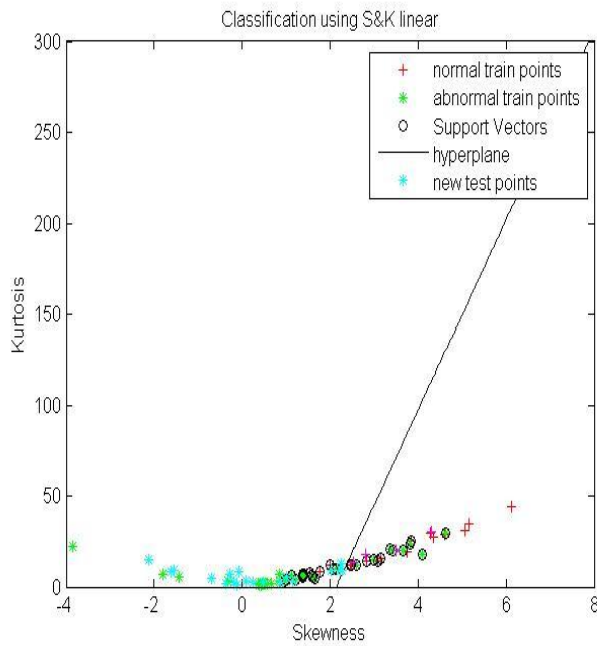 Classification using S&K linear
300
250
200
150
100
50
0
Kurtosis
normal train points
abnormal train points
Support Vectors
hyperplane
new test points
-4
-2
0
2
4
6
8
Skewness